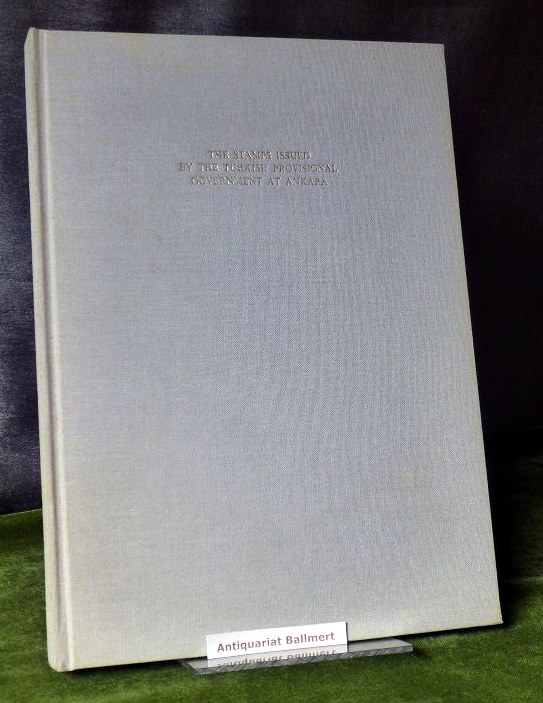 THE STAMPS ISSUED
BY THE TURKISH PROVISIONAL
GOVERNMENT AT ANKARA
Antiquariat Ballmert